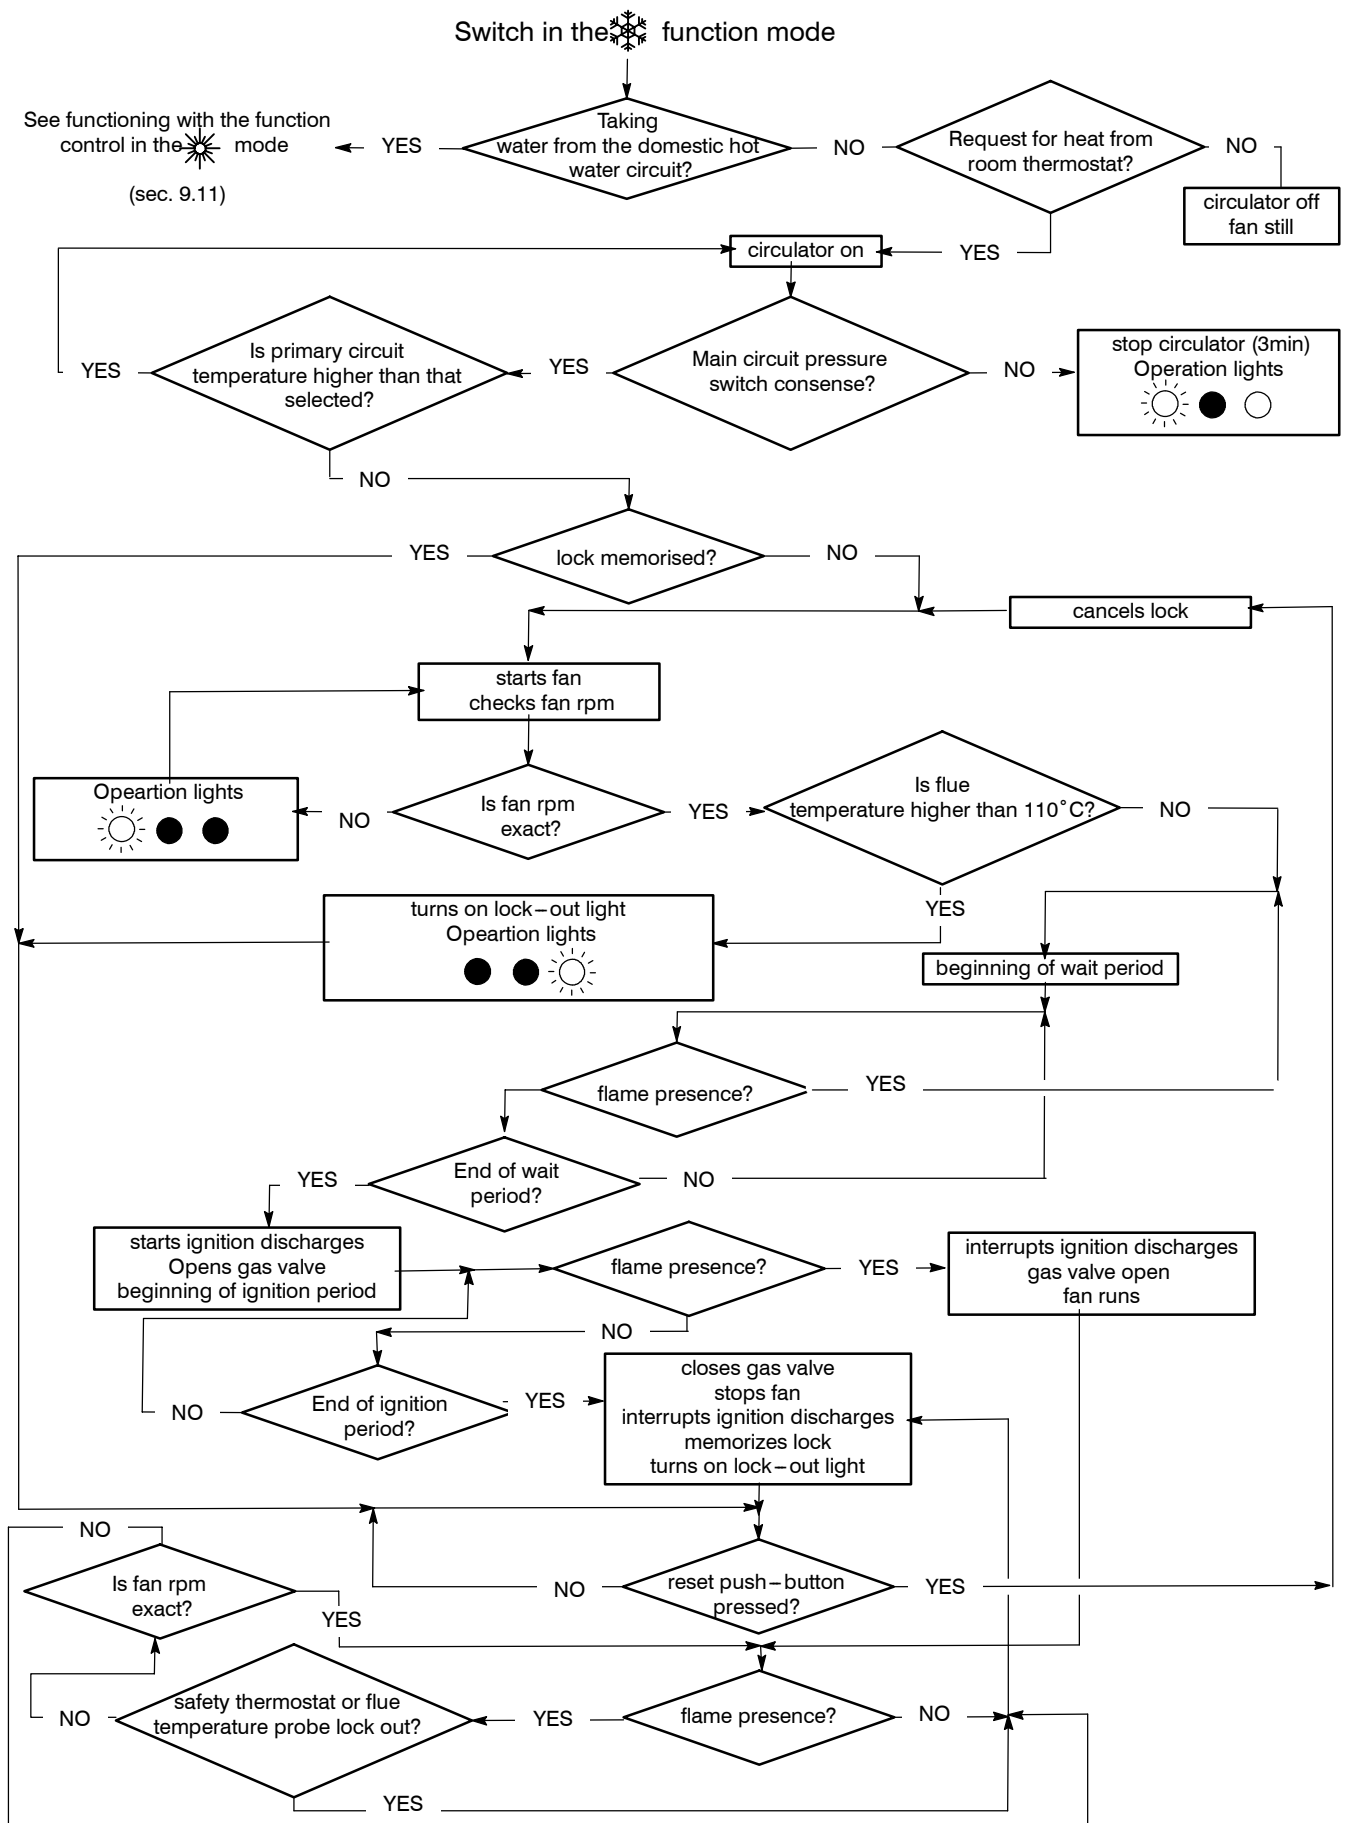 Switch in the function mode
See functioning with the function
control in the mode
(sec. 9.11)
YES
Taking
water from the domestic hot
water circuit?
NO
Request for heat from
room thermostat?
NO
circulator off
fan still
circulator on
YES
YES
Is primary circuit
temperature higher than that
selected?
YES
Main circuit pressure
switch consense?
NO
stop circulator (3min)
Operation lights
NO
YES
lock memorised?
NO
cancels lock
starts fan
checks fan rpm
Opeartion lights
NO
Is fan rpm
exact?
YES
Is flue
temperature higher than 110°C?
NO
YES
turns on lock–out light
Opeartion lights
beginning of wait period
flame presence?
YES
YES
End of wait
period?
NO
starts ignition discharges
Opens gas valve
beginning of ignition period
flame presence?
YES
interrupts ignition discharges
gas valve open
fan runs
NO
NO
End of ignition
period?
YES
closes gas valve
stops fan
interrupts ignition discharges
memorizes lock
turns on lock–out light
NO
Is fan rpm
exact?
YES
NO
reset push–button
pressed?
YES
NO
safety thermostat or flue
temperature probe lock out?
YES
flame presence?
NO
YES